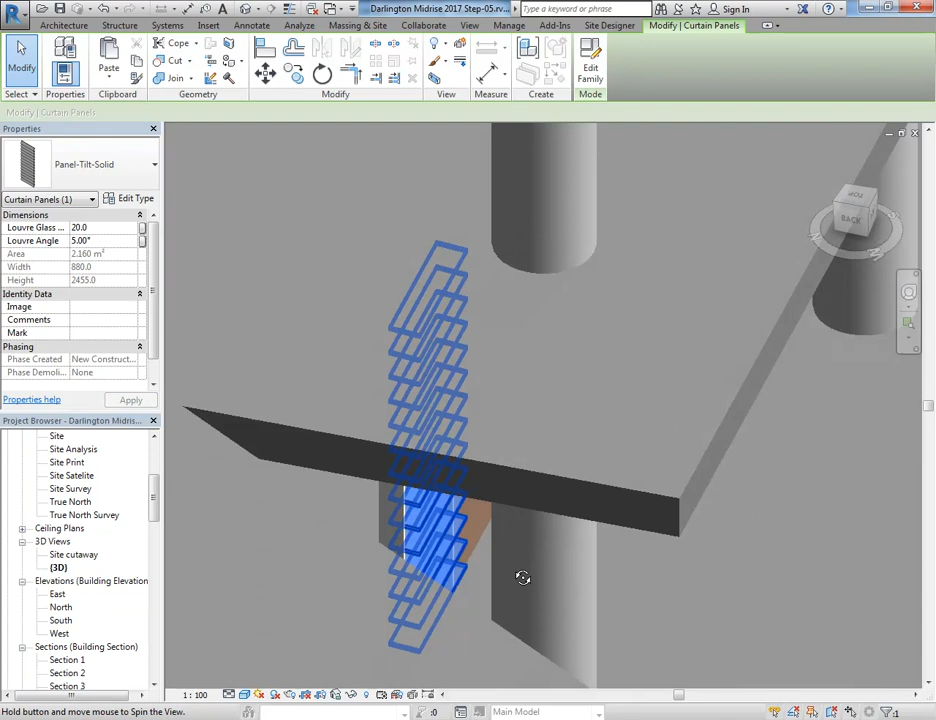 Darlington Midrise 2017 Step-05.rv...
Type a keyword or phrase
Sign In
Architecture Structure Systems Insert Annotate Analyze Massing & Site Collaborate View Manage Add-Ins Site Designer Modify | Curtain Panels
Modify
Paste
Cope
Cut
Join
Edit
Family
Select Properties Clipboard Geometry Modify View Measure Create Mode
Modify | Curtain Panels
Properties
Panel-Tilt-Solid
Curtain Panels (1) Edit Type
Dimensions
Louvre Glass ... 20.0
Louvre Angle 5.00°
Area 2.160 m²
Width 880.0
Height 2455.0
Identity Data
Image
Comments
Mark
Phasing
Phase Created New Construct...
Phase Demoli... None
Properties help Apply
Project Browser - Darlington Midris...
Site
Site Analysis
Site Print
Site Satelite
Site Survey
True North
True North Survey
Ceiling Plans
3D Views
Site cutaway
(3D)
Elevations (Building Elevation
East
North
South
West
Sections (Building Section)
Section 1
Section 2
Section 3
BACK
1 : 100
Hold button and move mouse to Spin the View.
:0
Main Model
:1